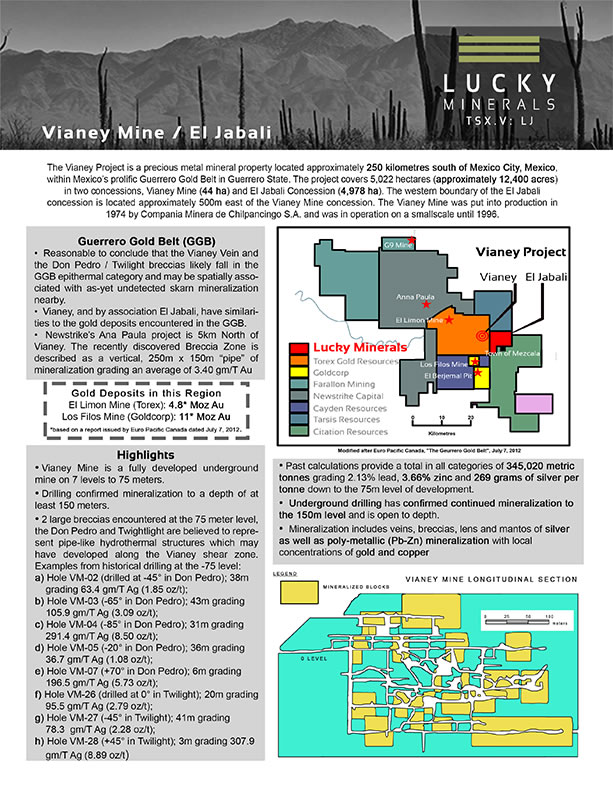 LUCKY
MINERALS
TSX.V: LJ
Vianey Mine / El Jabali
The Vianey Project is a precious metal mineral property located approximately 250 kilometres south of Mexico City, Mexico,
within Mexico's prolific Guerrero Gold Belt in Guerrero State. The project covers 5,022 hectares (approximately 12,400 acres)
in two concessions, Vianey Mine (44 ha) and El Jabali Concession (4,978 ha). The western boundary of the El Jabali
concession is located approximately 500m east of the Vianey Mine concession. The Vianey Mine was put into production in
1974 by Compania Minera de Chilpancingo S.A. and was in operation on a smallscale until 1996.
Guerrero Gold Belt (GGB)
• Reasonable to conclude that the Vianey Vein and
the Don Pedro / Twilight breccias likely fall in the
GGB epithermal category and may be spatially asso-
ciated with as-yet undetected skarn mineralization
nearby.
• Vianey, and by association El Jabali, have similari-
ties to the gold deposits encountered in the GGB.
• Newstrike's Ana Paula project is 5km North of
Vianey. The recently discovered Breccia Zone is
described as a vertical, 250m x 150m "pipe" of
mineralization grading an average of 3.40 gm/T Au
Gold Deposits in this Region
El Limon Mine (Torex): 4.8* Moz Au
Los Filos Mine (Goldcorp): 11* Moz Au
*based on a report issued by Euro Pacific Canada dated July 7, 2012.
Highlights
• Vianey Mine is a fully developed underground
mine on 7 levels to 75 meters.
• Drilling confirmed mineralization to a depth of at
least 150 meters.
• 2 large breccias encountered at the 75 meter level,
the Don Pedro and Twightlight are believed to repre-
sent pipe-like hydrothermal structures which may
have developed along the Vianey shear zone.
Examples from historical drilling at the -75 level:
a) Hole VM-02 (drilled at -45° in Don Pedro); 38m
grading 63.4 gm/T Ag (1.85 oz/t);
b) Hole VM-03 (-65° in Don Pedro); 43m grading
105.9 gm/T Ag (3.09 oz/t);
c) Hole VM-04 (-85° in Don Pedro); 31m grading
291.4 gm/T Ag (8.50 oz/t);
d) Hole VM-05 (-20° in Don Pedro); 36m grading
36.7 gm/T Ag (1.08 oz/t);
e) Hole VM-07 (+70° in Don Pedro); 6m grading
196.5 gm/T Ag (5.73 oz/t);
f) Hole VM-26 (drilled at 0° in Twilight); 20m grading
95.5 gm/T Ag (2.79 oz/t);
g) Hole VM-27 (-45° in Twilight); 41m grading
78.3 gm/T Ag (2.28 oz/t);
h) Hole VM-28 (+45° in Twilight); 3m grading 307.9
gm/T Ag (8.89 oz/t)
G9 Mine
Vianey Project
Vianey El Jabali
Anna Paula
El Limon Mine
Town of Mezcala
Los Filos Mine
El Berjemal Pit
Lucky Minerals
Torex Gold Resources
Goldcorp
Farallon Mining
Newstrike Capital
Cayden Resources
Tarsis Resources
Citation Resources
0 10 20
Kilometres
Modified after Euro Pacific Canada, "The Geurrero Gold Belt", July 7, 2012
• Past calculations provide a total in all categories of 345,020 metric
tonnes grading 2.13% lead, 3.66% zinc and 269 grams of silver per
tonne down to the 75m level of development.
• Underground drilling has confirmed continued mineralization to
the 150m level and is open to depth.
• Mineralization includes veins, breccias, lens and mantos of silver
as well as poly-metallic (Pb-Zn) mineralization with local
concentrations of gold and copper
LEGEND
MINERALIZED BLOCKS
VIANEY MINE LONGITUDINAL SECTION
0 25 50 100
meters
0 LEVEL